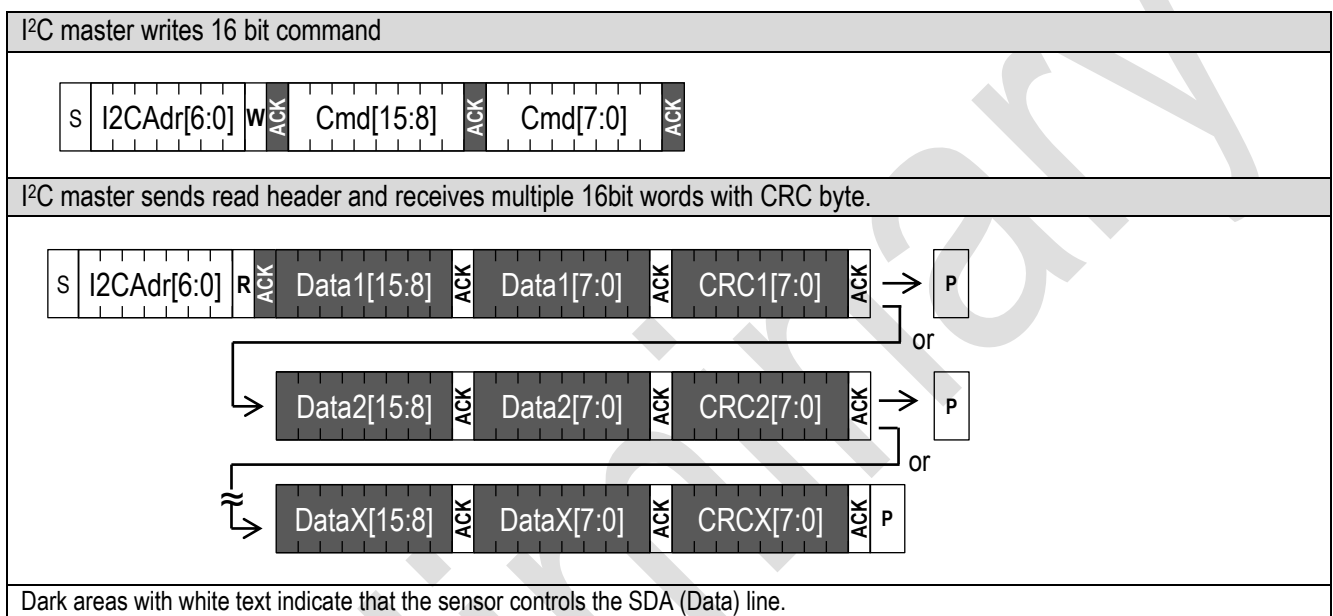 I²C master writes 16 bit command
S I2CAdr[6:0] W ACK Cmd[15:8] ACK Cmd[7:0] ACK
I²C master sends read header and receives multiple 16bit words with CRC byte.
S I2CAdr[6:0] R ACK Data1[15:8] ACK Data1[7:0] ACK CRC1[7:0] ACK P
or
Data2[15:8] ACK Data2[7:0] ACK CRC2[7:0] ACK P
or
≈
DataX[15:8] ACK DataX[7:0] ACK CRCX[7:0] ACK P
Dark areas with white text indicate that the sensor controls the SDA (Data) line.